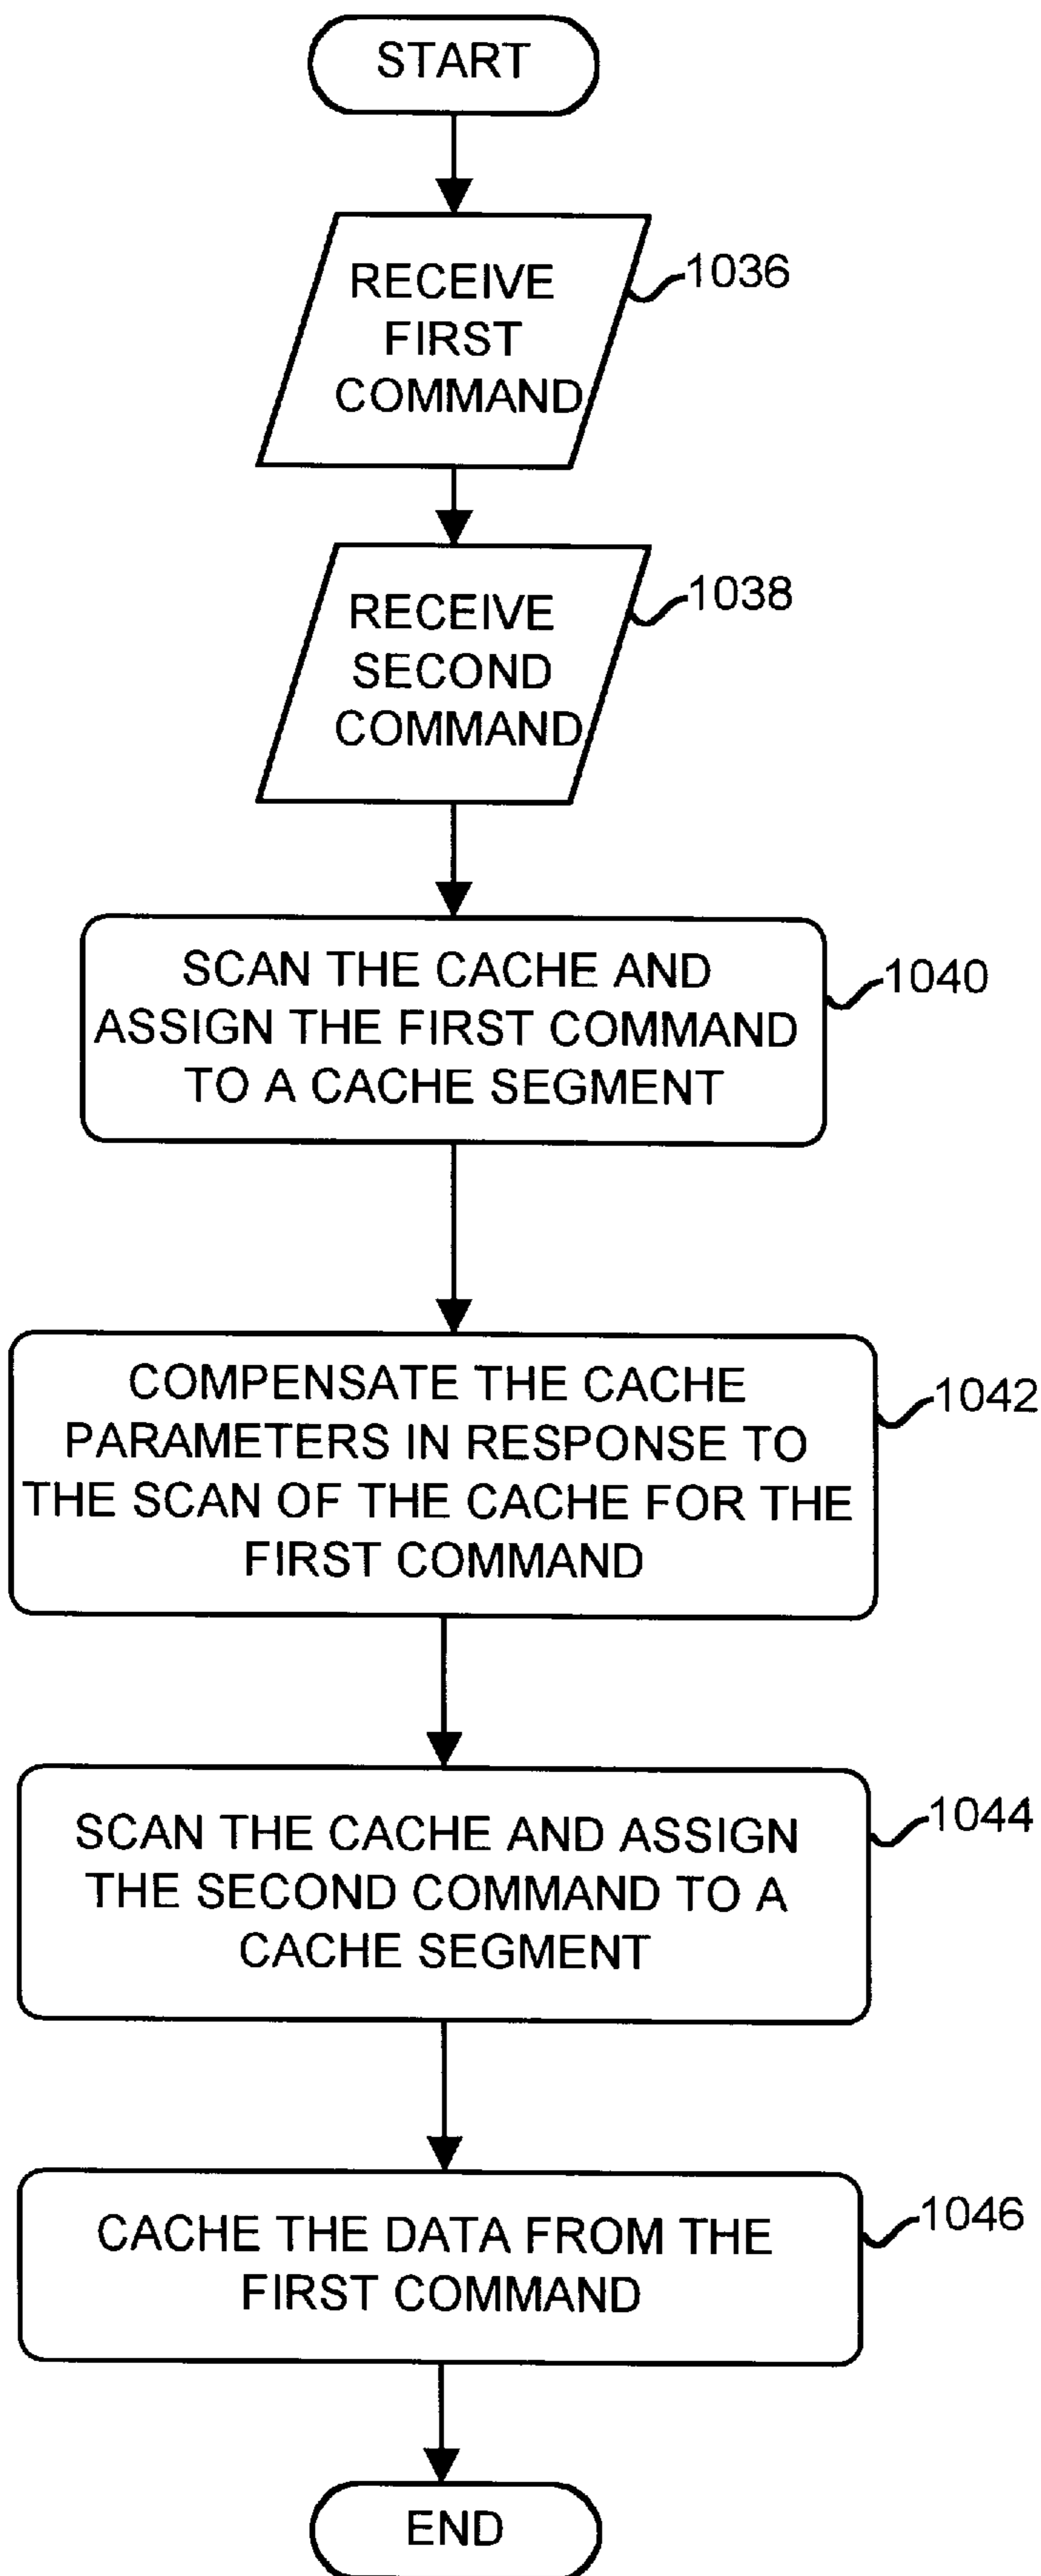 START
RECEIVE
FIRST
COMMAND
1036
RECEIVE
SECOND
COMMAND
1038
SCAN THE CACHE AND
ASSIGN THE FIRST COMMAND
TO A CACHE SEGMENT
1040
COMPENSATE THE CACHE
PARAMETERS IN RESPONSE TO
THE SCAN OF THE CACHE FOR THE
FIRST COMMAND
1042
SCAN THE CACHE AND ASSIGN
THE SECOND COMMAND TO A
CACHE SEGMENT
1044
CACHE THE DATA FROM THE
FIRST COMMAND
1046
END